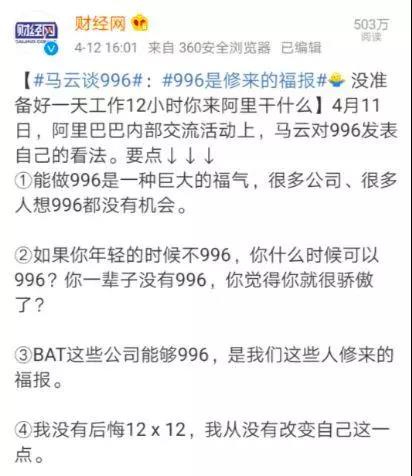 财经网
财经网
CAIJING.COM.CN
503万
阅读
4-12 16:01 来自 360安全浏览器 已编辑
【#马云谈996#：#996是修来的福报# 没准
备好一天工作12小时你来阿里干什么】4月11
日，阿里巴巴内部交流活动上，马云对996发表
自己的看法。要点↓↓↓
①能做996是一种巨大的福气，很多公司、很多
人想996都没有机会。
②如果你年轻的时候不996，你什么时候可以
996？你一辈子没有996，你觉得你就很骄傲
了？
③BAT这些公司能够996，是我们这些人修来的
福报。
④我没有后悔12 x 12，我从没有改变自己这一
点。